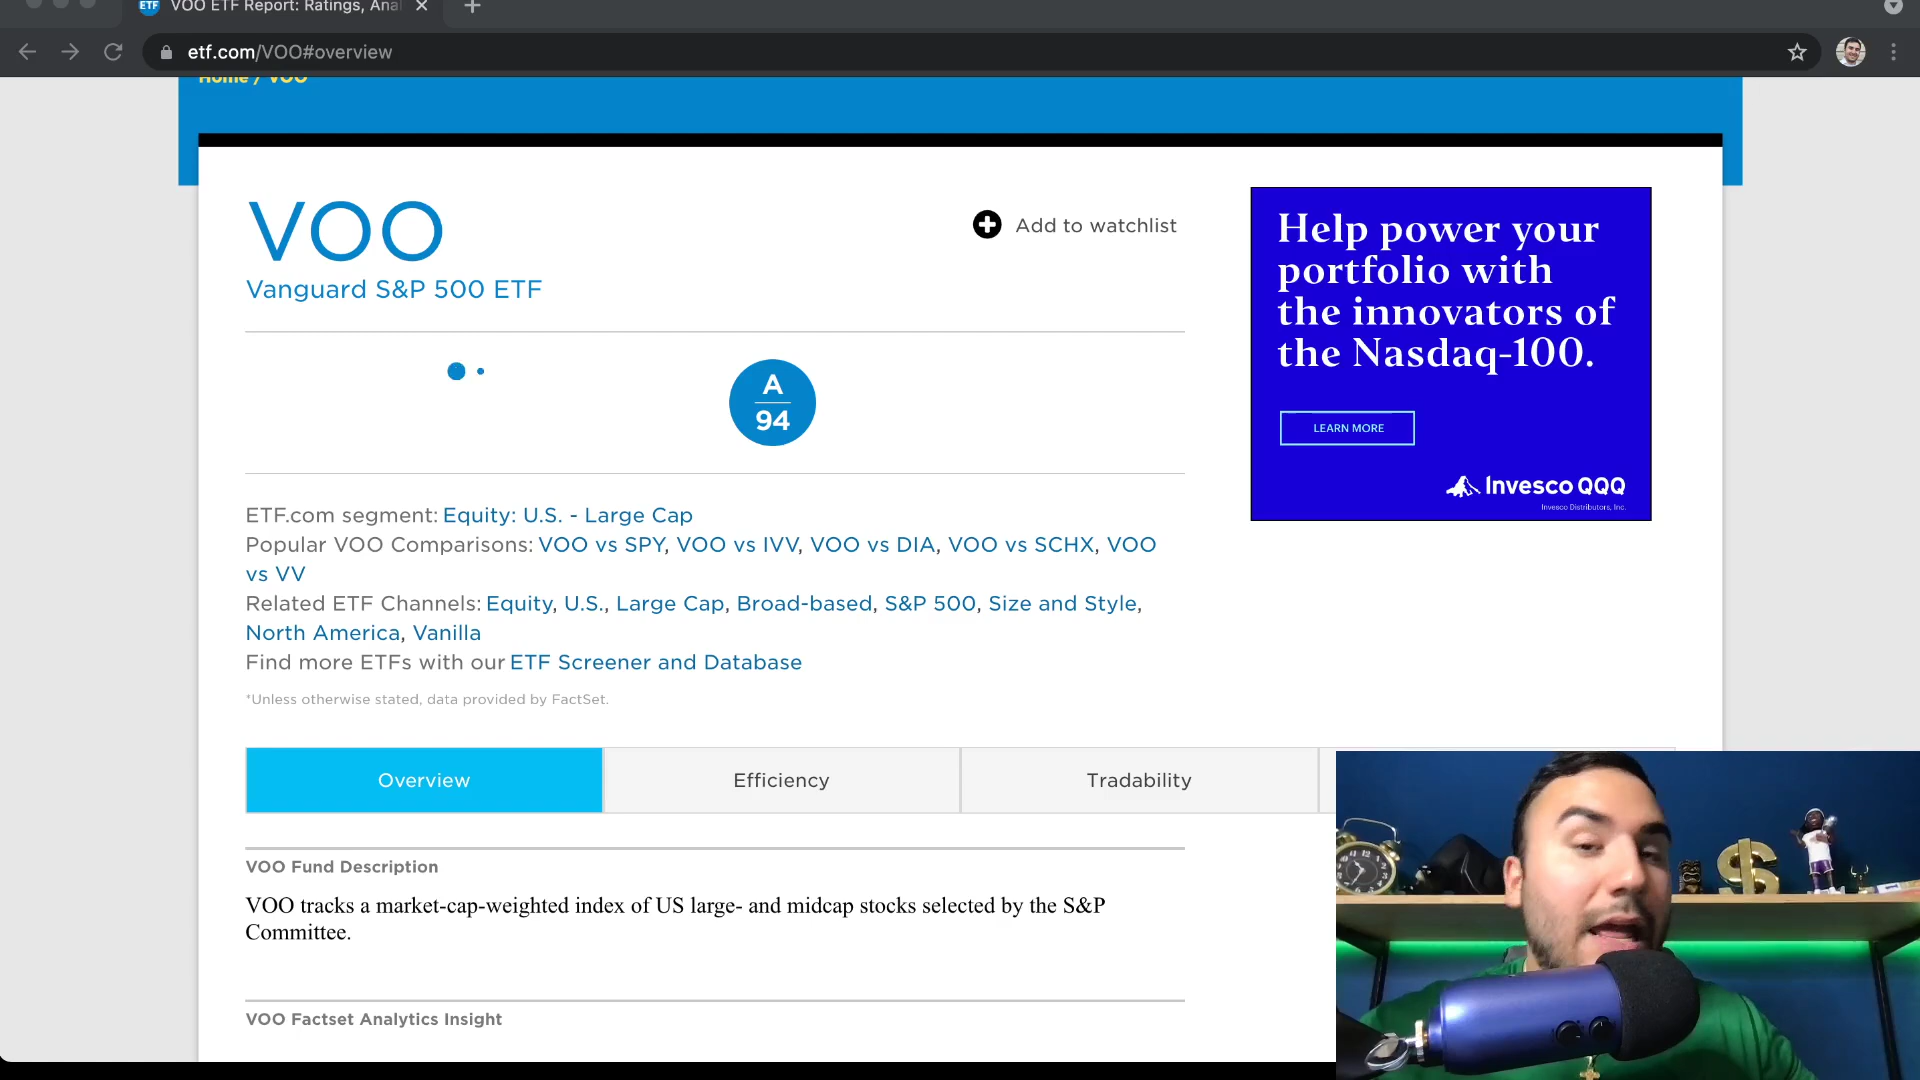 ETF VOO ETF Report: Ratings, Ana
etf.com/VOO#overview
Home / VOO
VOO
Add to watchlist
Vanguard S&P 500 ETF
A
94
Help power your
portfolio with
the innovators of
the Nasdaq-100.
LEARN MORE
Invesco QQQ
Invesco Distributors, Inc.
ETF.com segment: Equity: U.S. - Large Cap
Popular VOO Comparisons: VOO vs SPY, VOO vs IVV, VOO vs DIA, VOO vs SCHX, VOO
vs VV
Related ETF Channels: Equity, U.S., Large Cap, Broad-based, S&P 500, Size and Style,
North America, Vanilla
Find more ETFs with our ETF Screener and Database
*Unless otherwise stated, data provided by FactSet.
Overview
Efficiency
Tradability
VOO Fund Description
VOO tracks a market-cap-weighted index of US large- and midcap stocks selected by the S&P
Committee.
VOO Factset Analytics Insight